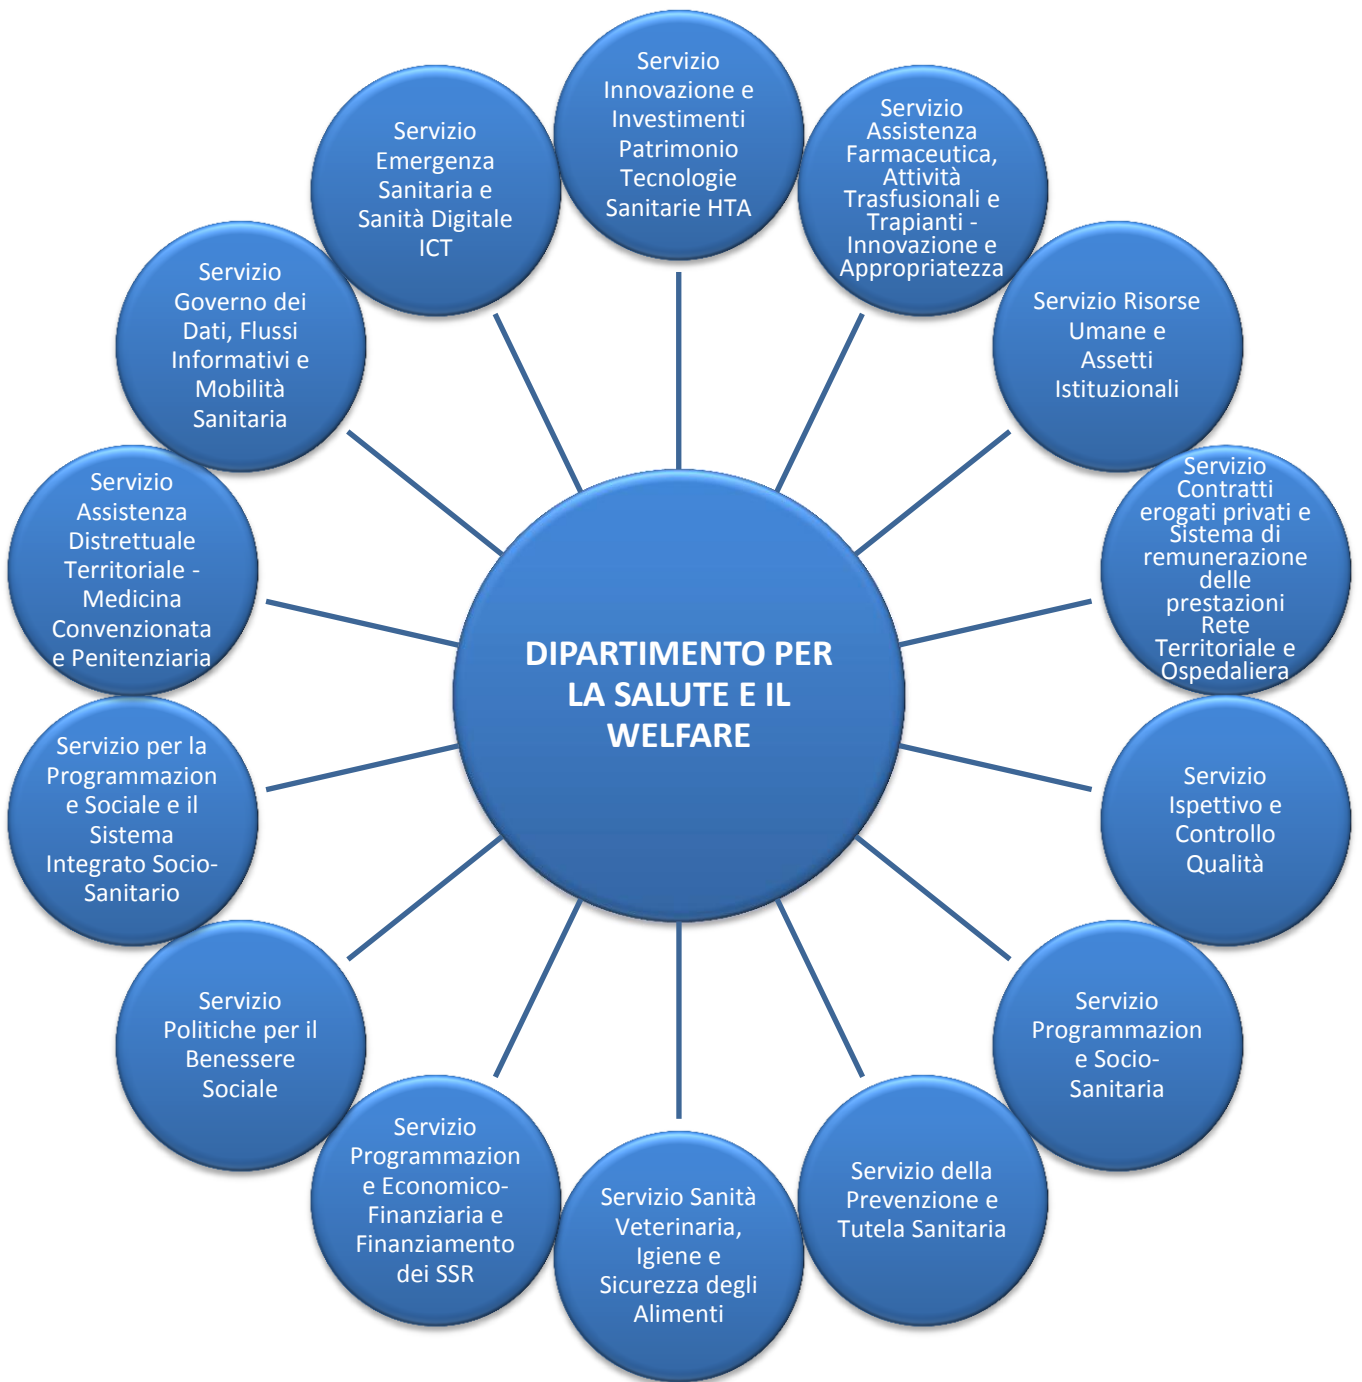 Servizio
Innovazione e
Investimenti
Patrimonio
Tecnologie
Sanitarie HTA
Servizio
Assistenza
Farmaceutica,
Attività
Trasfusionali e
Trapianti -
Innovazione e
Appropriatezza
Servizio Risorse
Umane e
Assetti
Istituzionali
Servizio
Contratti
erogati privati e
Sistema di
remunerazione
delle
prestazioni
Rete
Territoriale e
Ospedaliera
Servizio
Ispettivo e
Controllo
Qualità
Servizio
Programmazion
e Socio-
Sanitaria
Servizio della
Prevenzione e
Tutela Sanitaria
Servizio Sanità
Veterinaria,
Igiene e
Sicurezza degli
Alimenti
Servizio
Programmazion
e Economico-
Finanziaria e
Finanziamento
dei SSR
Servizio
Politiche per il
Benessere
Sociale
Servizio per la
Programmazion
e Sociale e il
Sistema
Integrato Socio-
Sanitario
Servizio
Assistenza
Distrettuale
Territoriale -
Medicina
Convenzionata
e Penitenziaria
Servizio
Governo dei
Dati, Flussi
Informativi e
Mobilità
Sanitaria
Servizio
Emergenza
Sanitaria e
Sanità Digitale
ICT
DIPARTIMENTO PER
LA SALUTE E IL
WELFARE